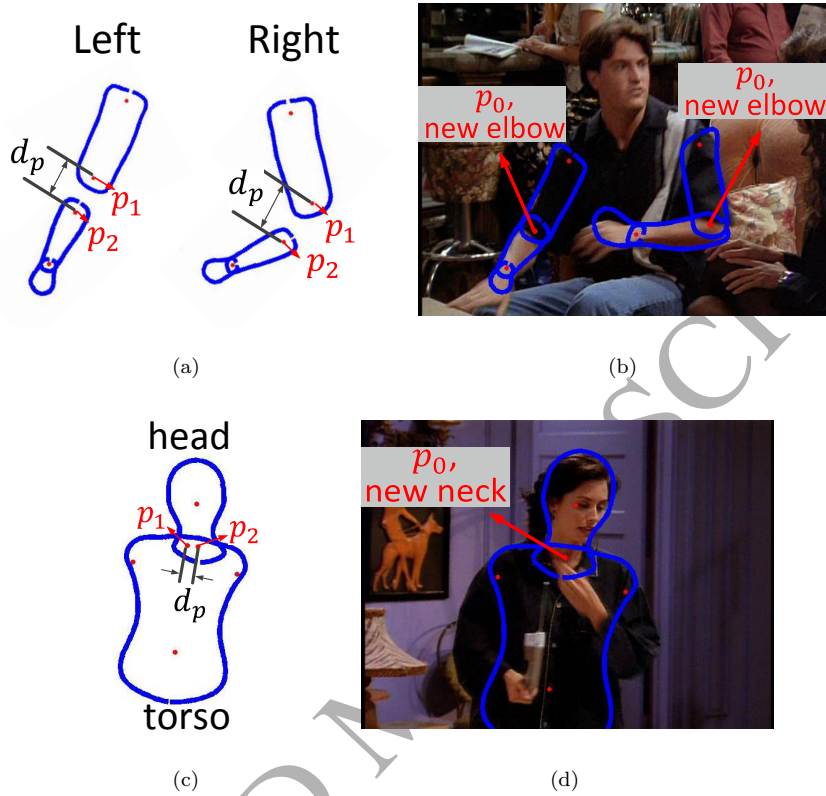 Left
Right
d_p
p_1
p_2
d_p
p_1
p_2
p_0,
new elbow
p_0,
new elbow
(a)
(b)
head
p_1
p_2
d_p
torso
p_0,
new neck
(c)
(d)